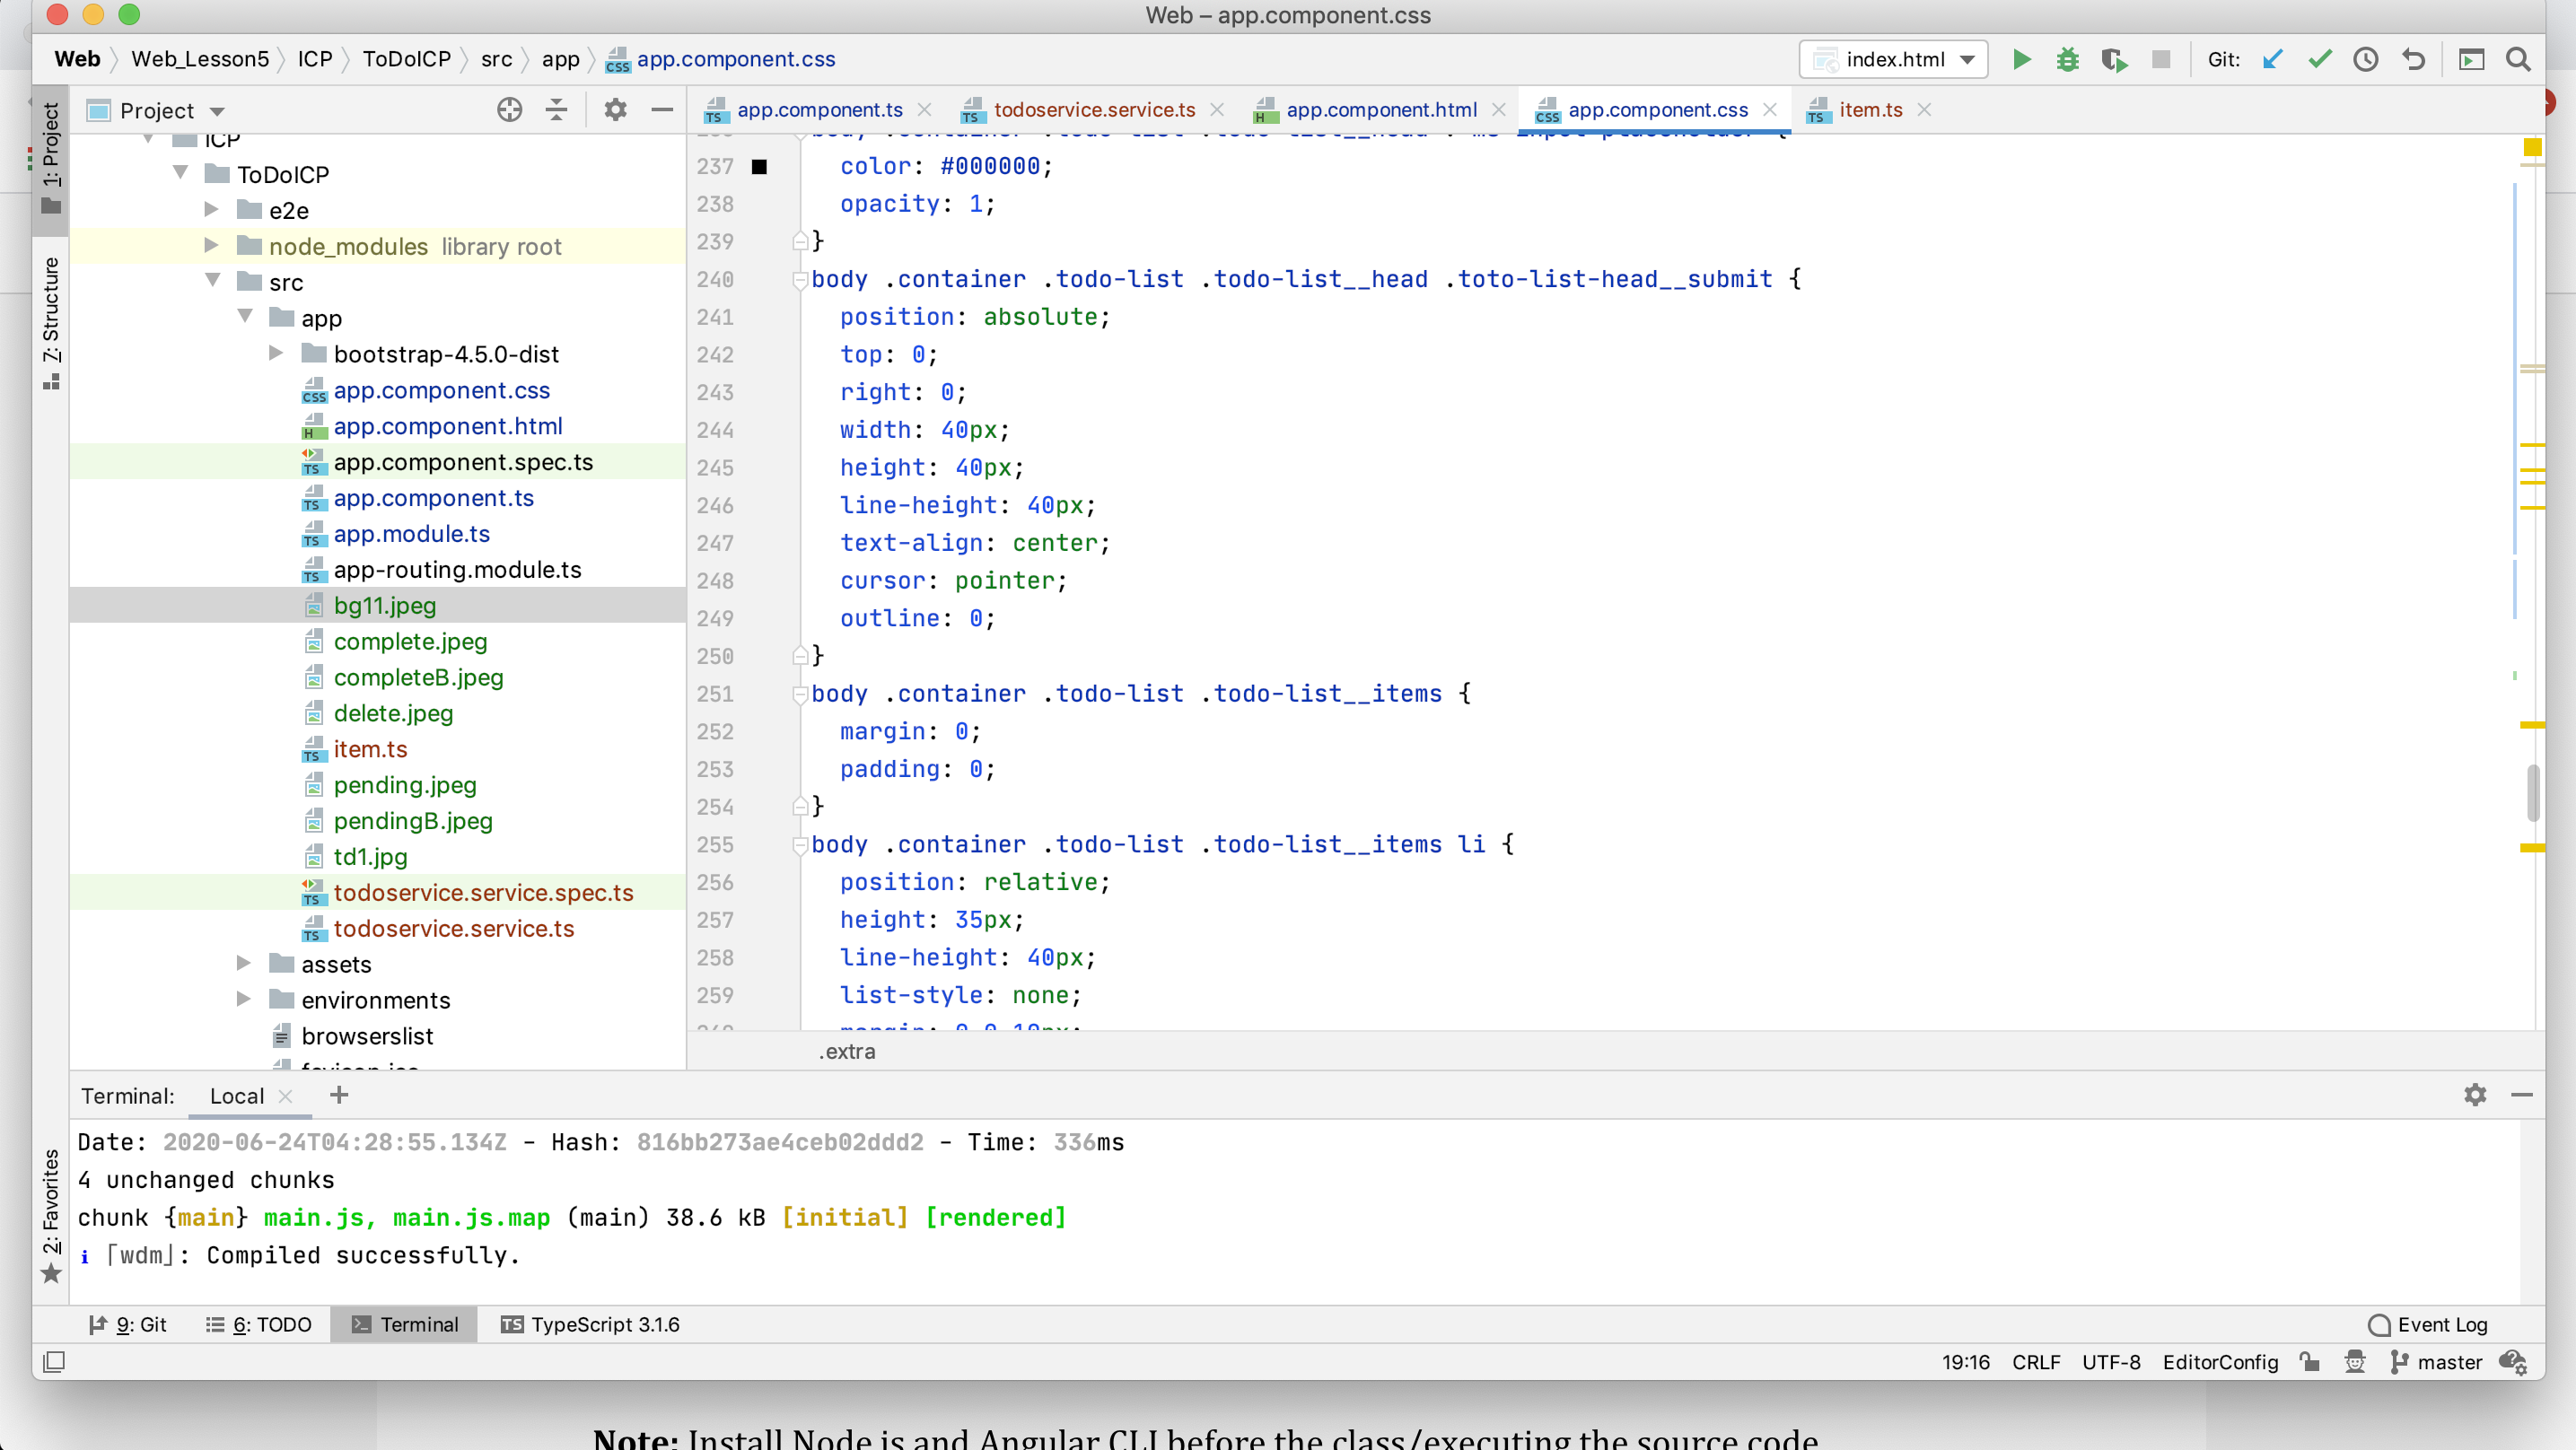 Web – app.component.css
Web Web_Lesson5 ICP ToDoICP src app app.component.css
index.html Git:
1: Project
7: Structure
2: Favorites
Project
ICP
ToDoICP
e2e
node_modules library root
src
app
bootstrap-4.5.0-dist
app.component.css
app.component.html
app.component.spec.ts
app.component.ts
app.module.ts
app-routing.module.ts
bg11.jpeg
complete.jpeg
completeB.jpeg
delete.jpeg
item.ts
pending.jpeg
pendingB.jpeg
td1.jpg
todoservice.service.spec.ts
todoservice.service.ts
assets
environments
browserslist
favicon.ico
app.component.ts todoservice.service.ts app.component.html app.component.css item.ts
237 color: #000000;
238 opacity: 1;
239 }
240 body .container .todo-list .todo-list__head .toto-list-head__submit {
241 position: absolute;
242 top: 0;
243 right: 0;
244 width: 40px;
245 height: 40px;
246 line-height: 40px;
247 text-align: center;
248 cursor: pointer;
249 outline: 0;
250 }
251 body .container .todo-list .todo-list__items {
252 margin: 0;
253 padding: 0;
254 }
255 body .container .todo-list .todo-list__items li {
256 position: relative;
257 height: 35px;
258 line-height: 40px;
259 list-style: none;
260 margin: 0 0 10px;
.extra
Terminal: Local
Date: 2020-06-24T04:28:55.134Z - Hash: 816bb273ae4ceb02ddd2 - Time: 336ms
4 unchanged chunks
chunk {main} main.js, main.js.map (main) 38.6 kB [initial] [rendered]
i ｢wdm｣: Compiled successfully.
9: Git 6: TODO Terminal TypeScript 3.1.6 Event Log
19:16 CRLF UTF-8 EditorConfig master
Note: Install Node js and Angular CLI before the class/executing the source code